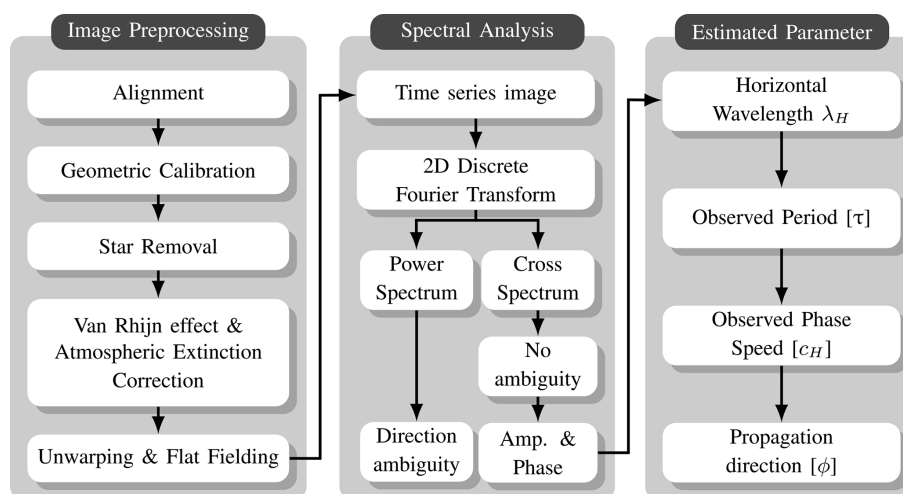 Image Preprocessing
Alignment
Geometric Calibration
Star Removal
Van Rhijn effect &
Atmospheric Extinction
Correction
Unwarping & Flat Fielding
Spectral Analysis
Time series image
2D Discrete
Fourier Transform
Power
Spectrum
Cross
Spectrum
No
ambiguity
Direction
ambiguity
Amp. &
Phase
Estimated Parameter
Horizontal
Wavelength λ_H
Observed Period [τ]
Observed Phase
Speed [c_H]
Propagation
direction [ϕ]